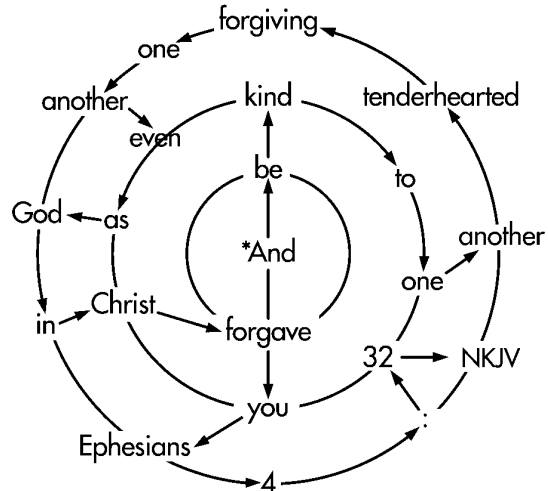 *And
be
kind
to
one
another
tenderhearted
forgiving
one
another
even
as
God
in
Christ
forgave
you
Ephesians
4
:
32
NKJV